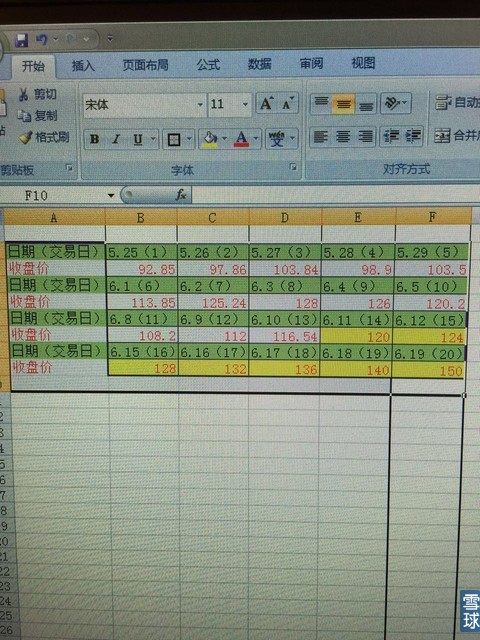 开始 插入 页面布局 公式 数据 审阅 视图
剪切
复制
格式刷
宋体 11 A A
B I U A wén 文
自动
合并
剪贴板 字体 对齐方式
F10 fx
A B C D E F
日期（交易日） 5.25（1） 5.26（2） 5.27（3） 5.28（4） 5.29（5）
收盘价 92.85 97.86 103.84 98.9 103.5
日期（交易日） 6.1（6） 6.2（7） 6.3（8） 6.4（9） 6.5（10）
收盘价 113.85 125.24 128 126 120.2
日期（交易日） 6.8（11） 6.9（12） 6.10（13） 6.11（14） 6.12（15）
收盘价 108.2 112 116.54 120 124
日期（交易日） 6.15（16） 6.16（17） 6.17（18） 6.18（19） 6.19（20）
收盘价 128 132 136 140 150
雪球